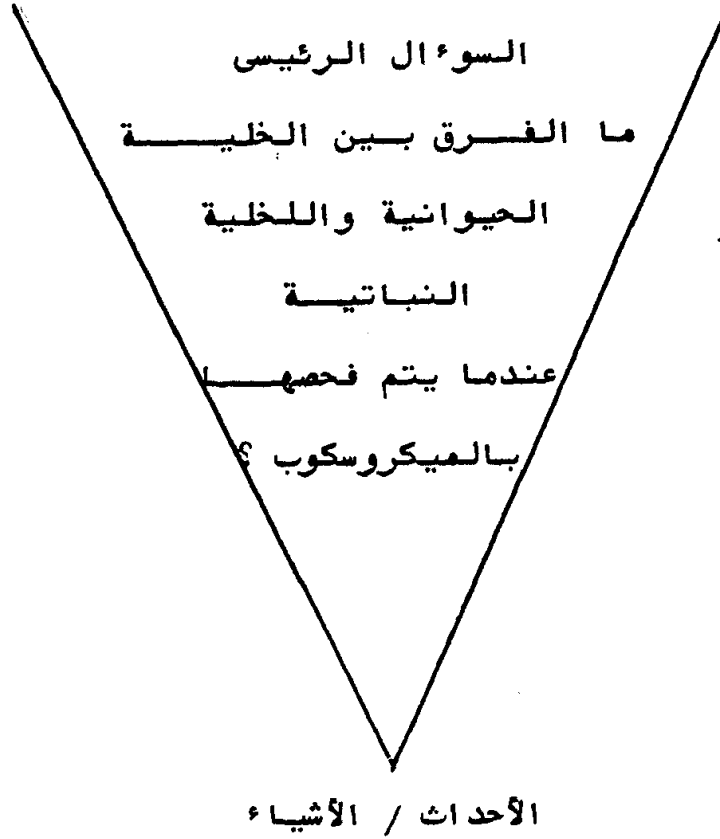 السوءال الرئيسى
ما الفرق بين الخلية
الحيوانية واللخلية
النباتية
عندما يتم فحصها
بالميكروسكوب ؟
الأحداث / الأشياء